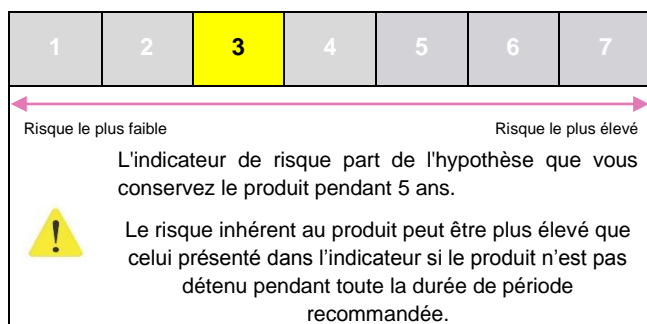 1 2 3 4 5 6 7
Risque le plus faible Risque le plus élevé
L'indicateur de risque part de l'hypothèse que vous
conservez le produit pendant 5 ans.
Le risque inhérent au produit peut être plus élevé que
celui présenté dans l’indicateur si le produit n’est pas
détenu pendant toute la durée de période
recommandée.